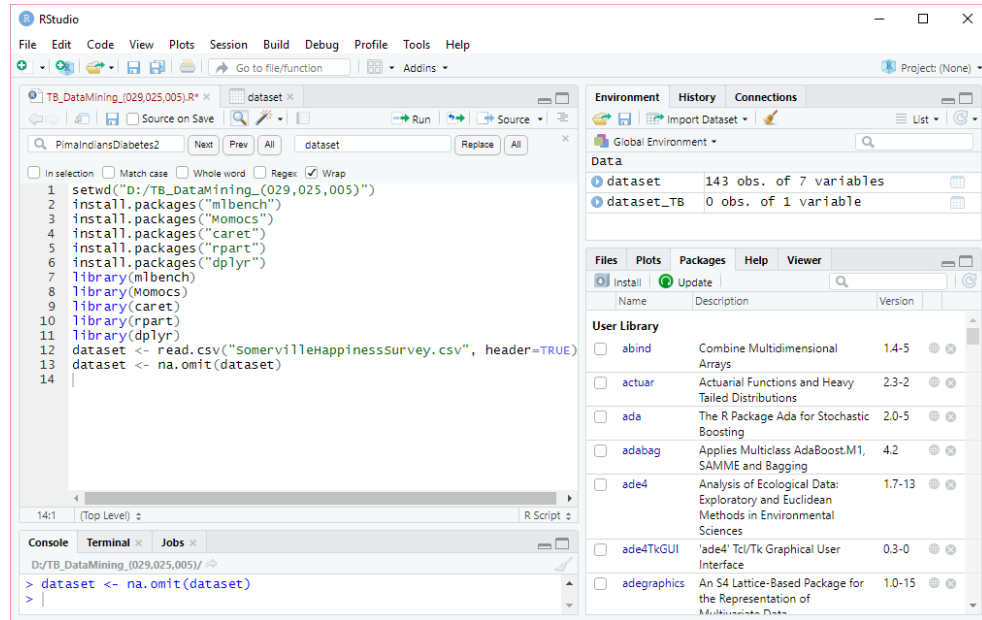 RStudio
File Edit Code View Plots Session Build Debug Profile Tools Help
Go to file/function Addins Project: (None)
TB_DataMining_(029,025,005).R* dataset
Source on Save Run Source
PimaIndiansDiabetes2 Next Prev All dataset Replace All
In selection Match case Whole word Regex Wrap
1 setwd("D:/TB_DataMining_(029,025,005)")
2 install.packages("mlbench")
3 install.packages("Momocs")
4 install.packages("caret")
5 install.packages("rpart")
6 install.packages("dplyr")
7 library(mlbench)
8 library(Momocs)
9 library(caret)
10 library(rpart)
11 library(dplyr)
12 dataset <- read.csv("SomervilleHappinessSurvey.csv", header=TRUE)
13 dataset <- na.omit(dataset)
14
14:1 (Top Level) R Script
Console Terminal Jobs
D:/TB_DataMining_(029,025,005)/
> dataset <- na.omit(dataset)
>
Environment History Connections
Import Dataset List
Global Environment
Data
dataset 143 obs. of 7 variables
dataset_TB 0 obs. of 1 variable
Files Plots Packages Help Viewer
Install Update
Name Description Version
User Library
abind Combine Multidimensional 1.4-5
Arrays
actuar Actuarial Functions and Heavy 2.3-2
Tailed Distributions
ada The R Package Ada for Stochastic 2.0-5
Boosting
adabag Applies Multiclass AdaBoost.M1, 4.2
SAMME and Bagging
ade4 Analysis of Ecological Data: 1.7-13
Exploratory and Euclidean
Methods in Environmental
Sciences
ade4TkGUI 'ade4' Tcl/Tk Graphical User 0.3-0
Interface
adegraphics An S4 Lattice-Based Package for 1.0-15
the Representation of
Multivariate Data